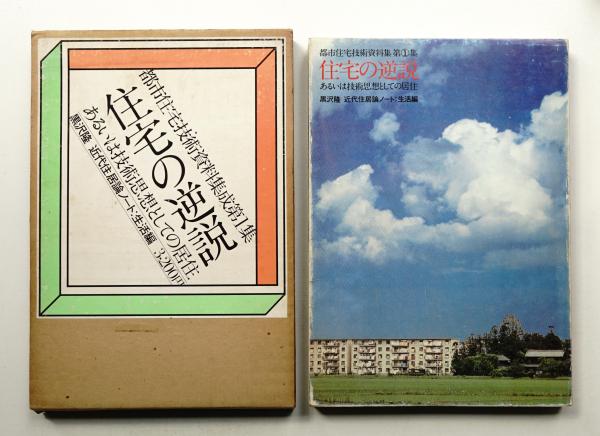 都市住宅技術資料集成第1集
住宅の逆説
あるいは技術思想としての居住
黒沢隆 近代住居論ノート:生活編
3,200円
都市住宅技術資料集 第①集
住宅の逆説
あるいは技術思想としての居住
黒沢隆 近代住居論ノート:生活編